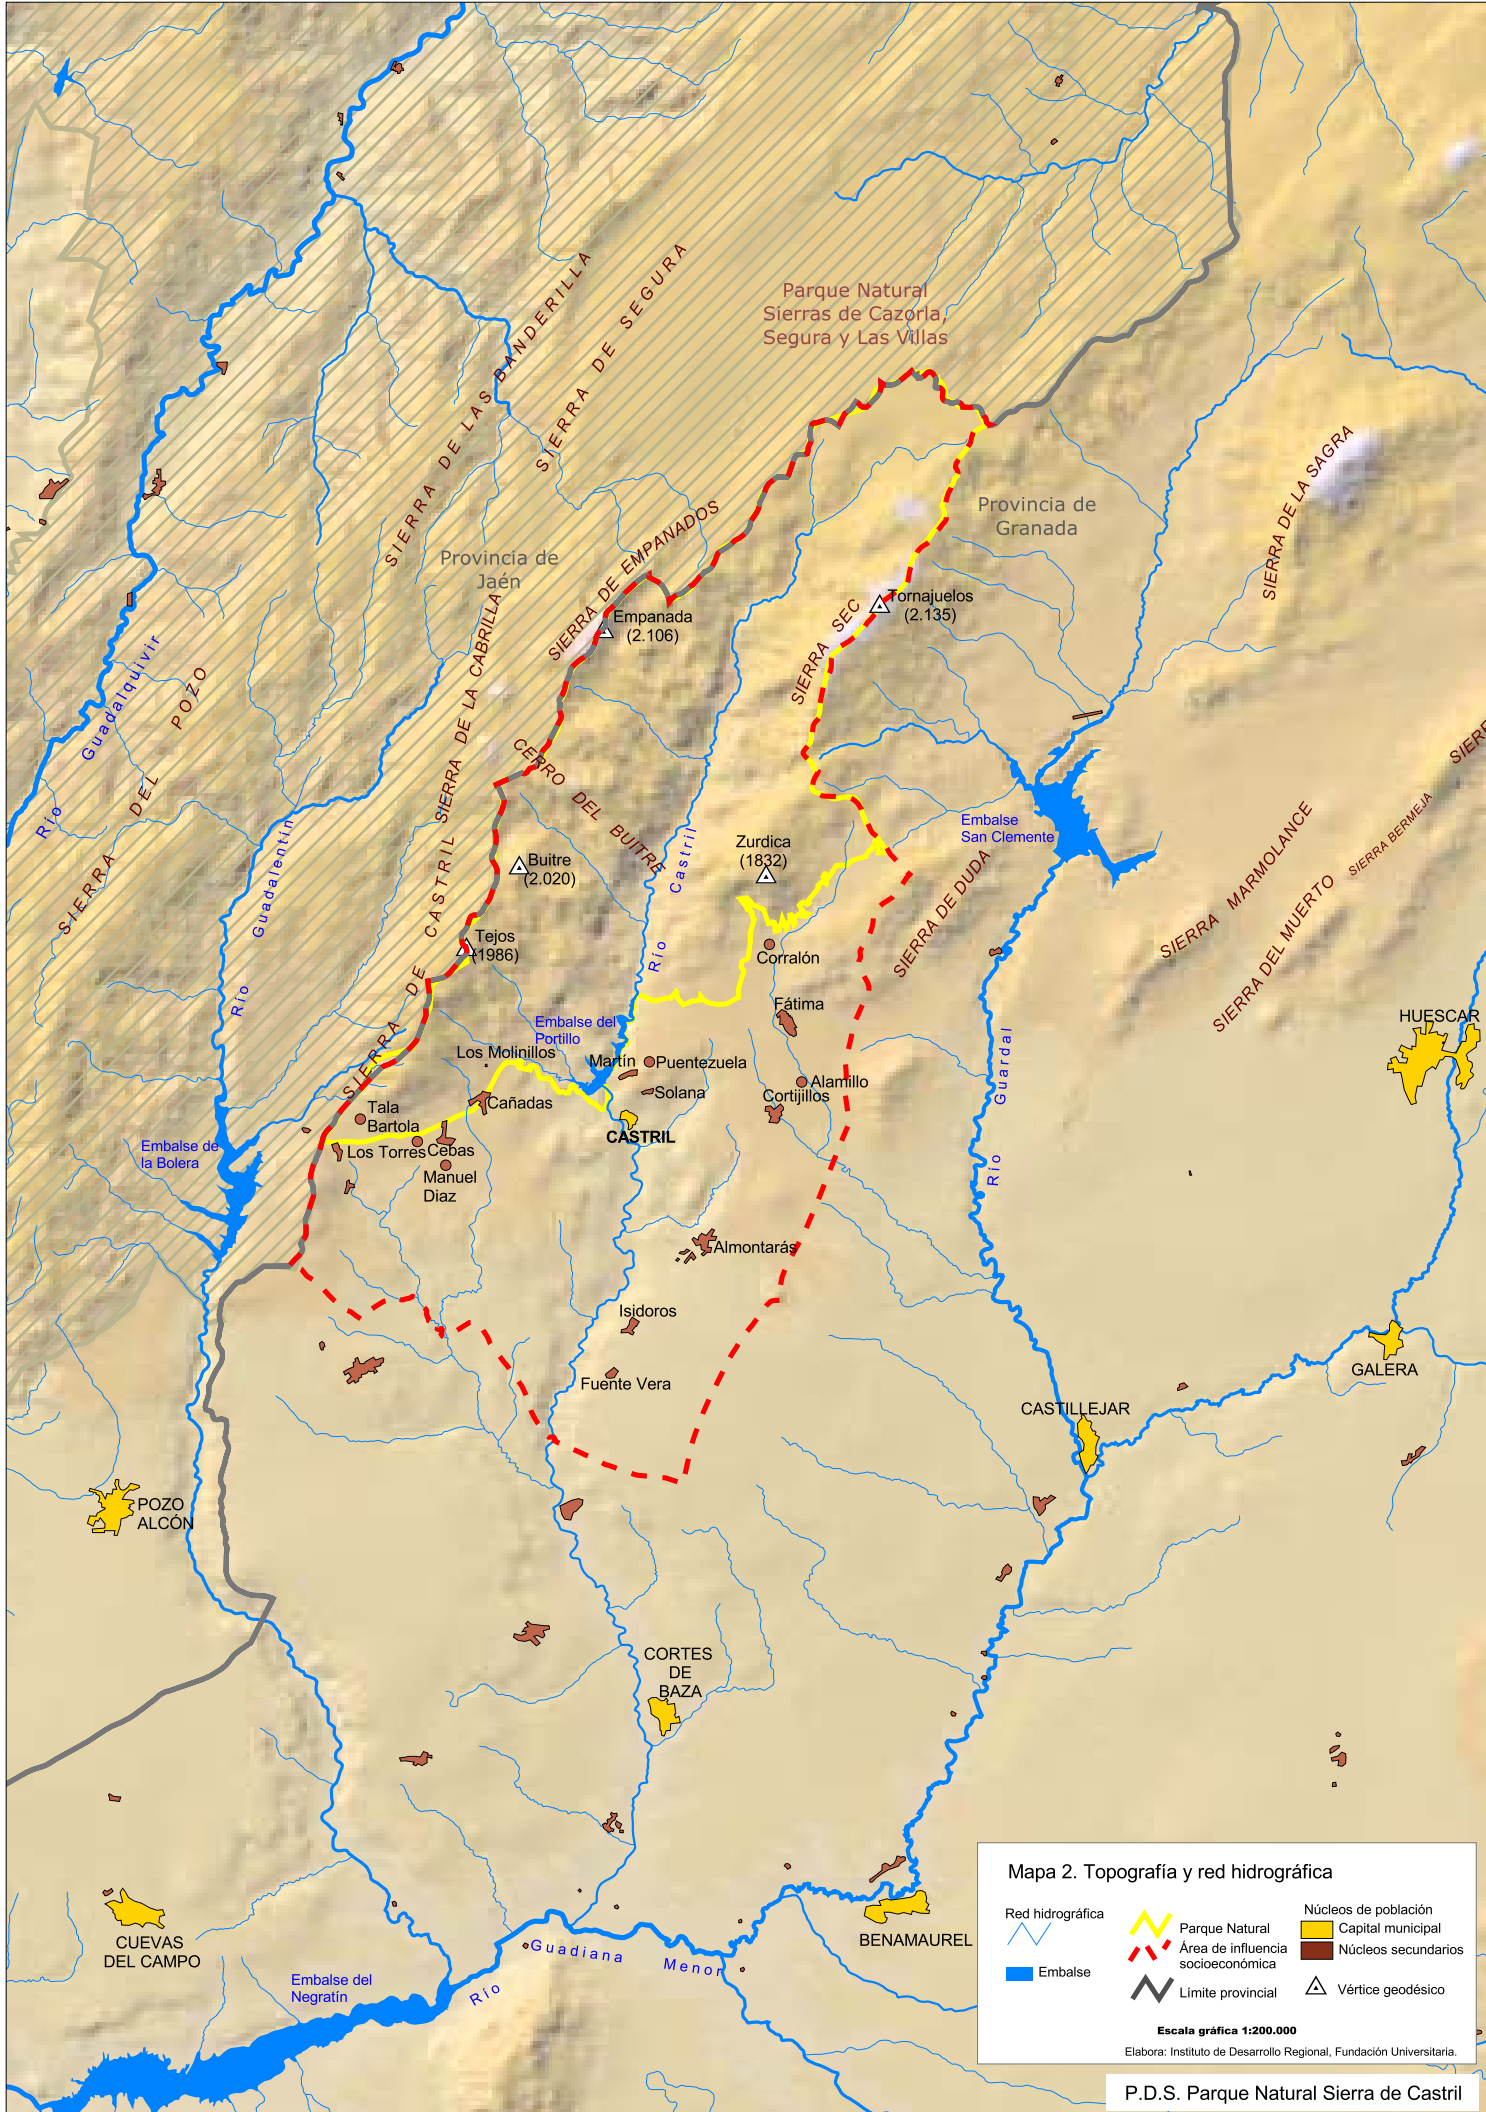 Parque Natural
Sierras de Cazorla,
Segura y Las Villas
SIERRA DE LAS BANDERILLA
SIERRA DE SEGURA
Provincia de
Jaén
Provincia de
Granada
SIERRA DE LA SAGRA
SIERRA DE EMPANADOS
Empanada
(2.106)
Tornajuelos
(2.135)
SIERRA SEC
SIERRA DE LA CABRILLA
Río Guadalquivir
SIERRA DEL POZO
CERRO DEL BUITRE
Río Guadalentín
SIERRA DE CASTRIL
Buitre
(2.020)
Tejos
(1986)
Río Castril
Zurdica
(1832)
Embalse
San Clemente
SIERRA DE DUDA
SIERRA MARMOLANCE
SIERRA BERMEJA
SIERRA DEL MUERTO
SIERR
Corralón
Fátima
Embalse del
Portillo
Los Molinillos
Martín
Puentezuela
Solana
Alamillo
Cortijillos
Cañadas
CASTRIL
Tala
Bartola
Los Torres
Cebas
Manuel
Diaz
Embalse de
la Bolera
Río Guardal
HUESCAR
Almontarás
Isidoros
Fuente Vera
GALERA
CASTILLEJAR
POZO
ALCÓN
CORTES
DE
BAZA
CUEVAS
DEL CAMPO
BENAMAUREL
Embalse del
Negratín
Río Guadiana Menor
Mapa 2. Topografía y red hidrográfica
Red hidrográfica
Embalse
Parque Natural
Área de influencia
socioeconómica
Límite provincial
Núcleos de población
Capital municipal
Núcleos secundarios
Vértice geodésico
Escala gráfica 1:200.000
Elabora: Instituto de Desarrollo Regional, Fundación Universitaria.
P.D.S. Parque Natural Sierra de Castril